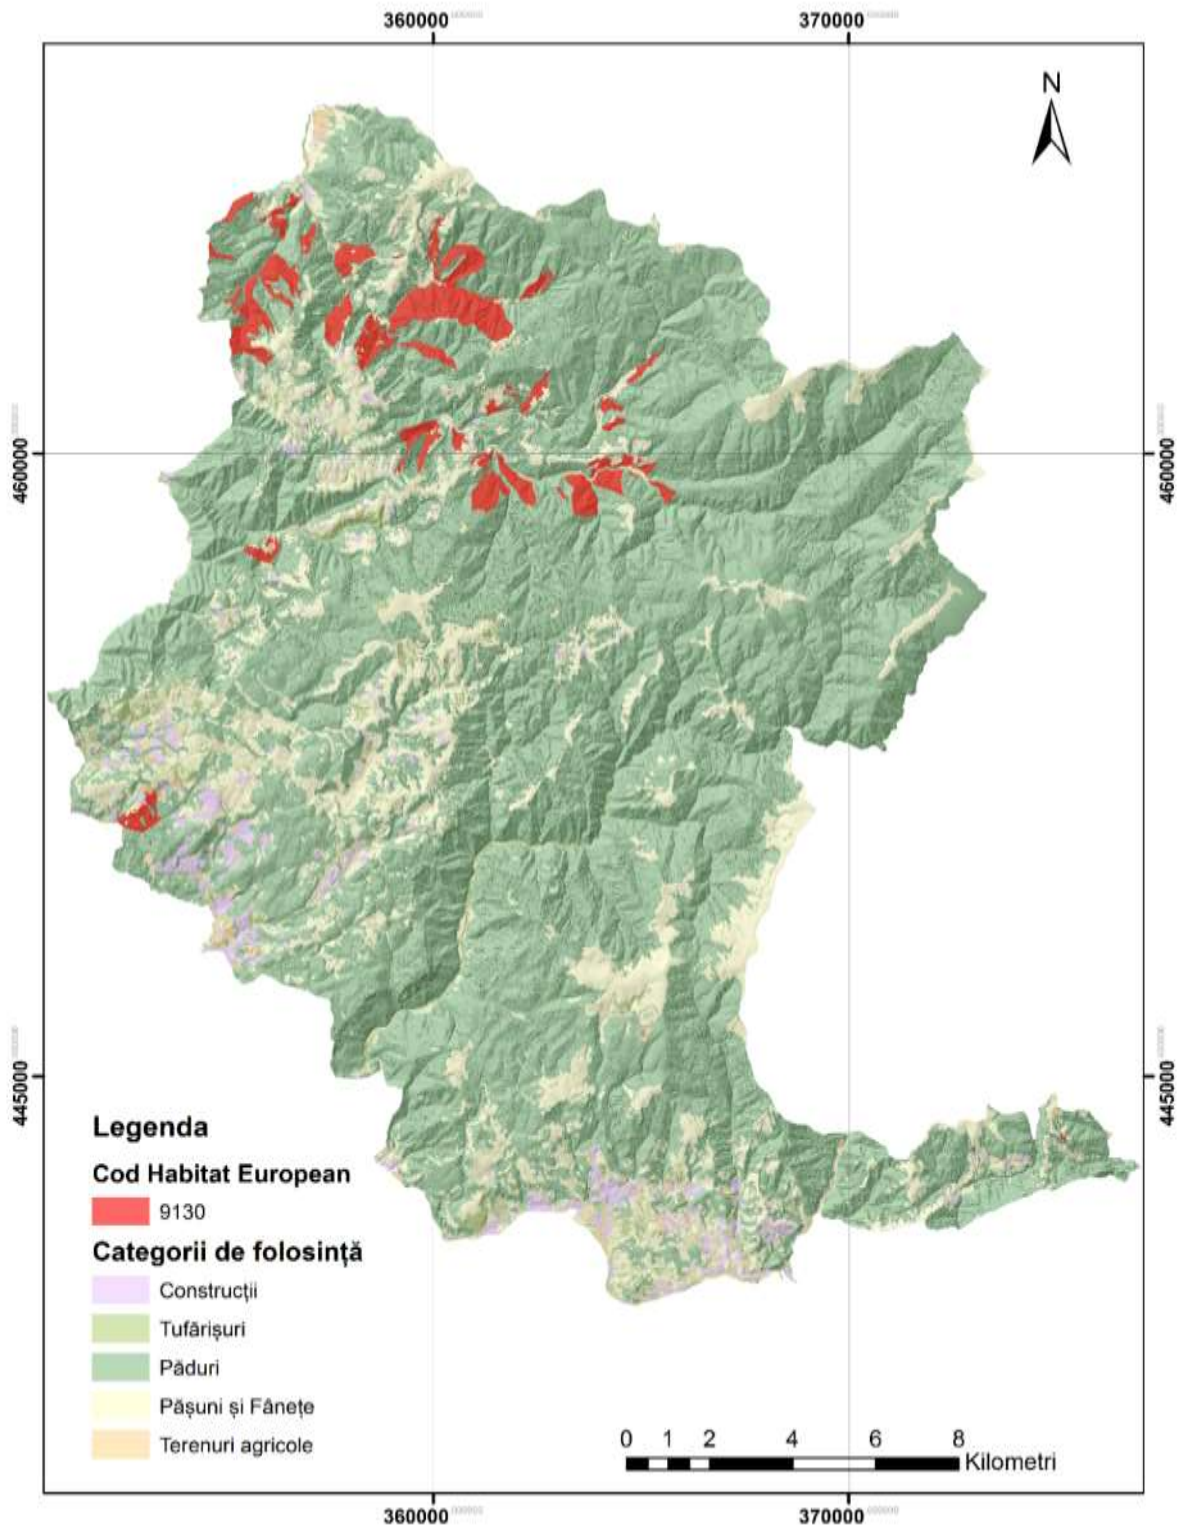 360000
370000
N
460000
460000
445000
445000
Legenda
Cod Habitat European
9130
Categorii de folosință
Construcții
Tufărișuri
Păduri
Pășuni și Fânețe
Terenuri agricole
0 1 2 4 6 8
Kilometri
360000
370000